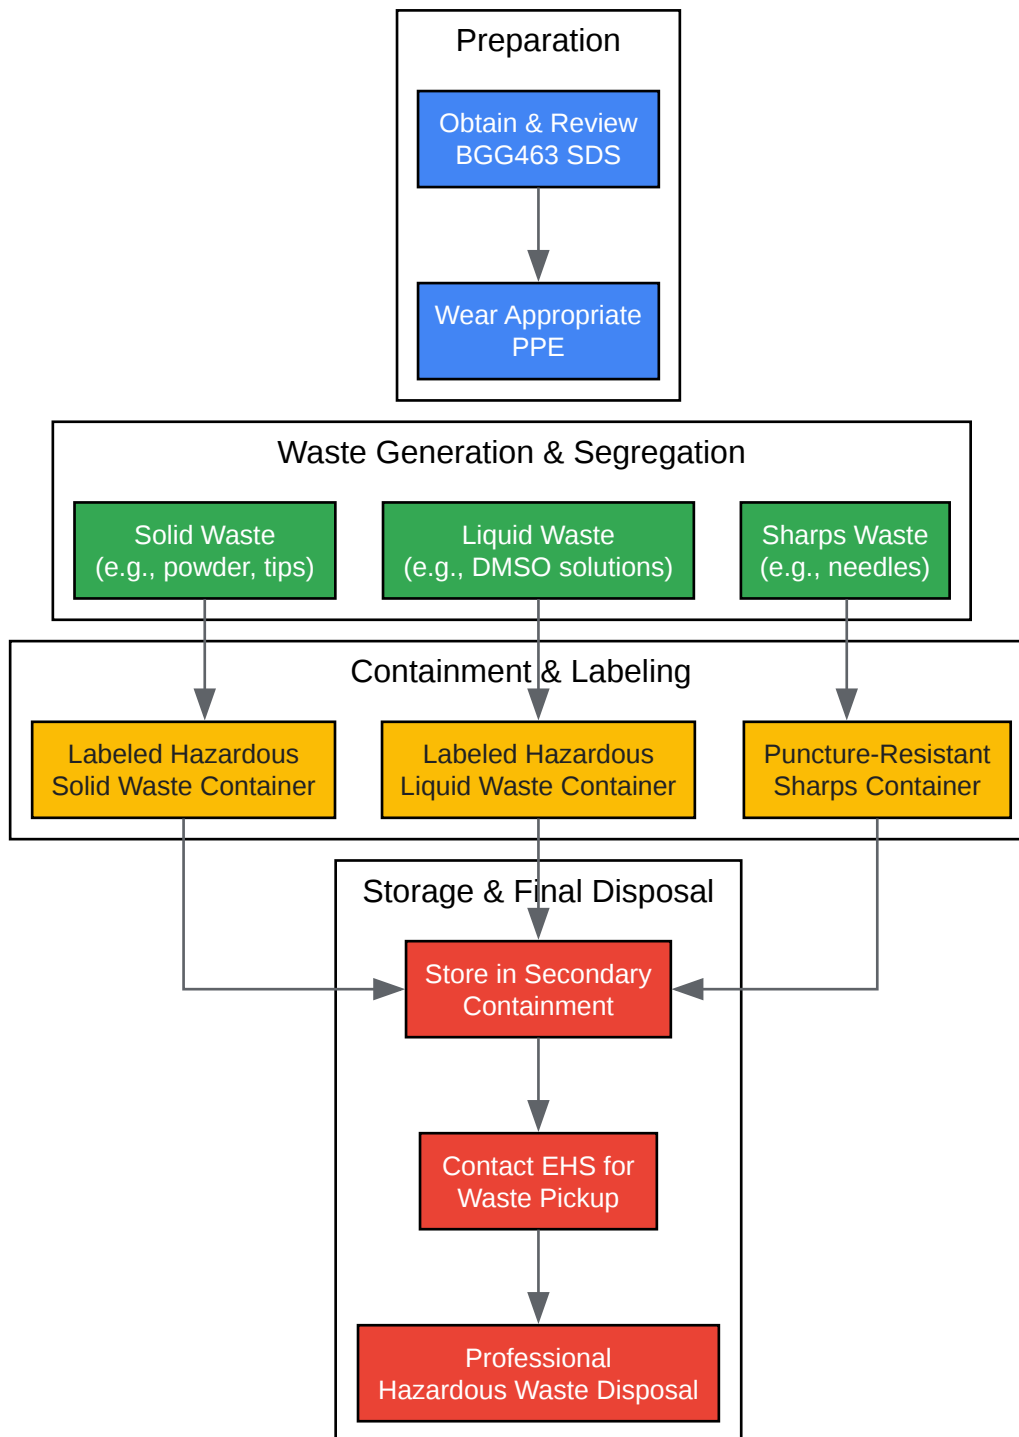 Preparation
Obtain & Review
BGG463 SDS
Wear Appropriate
PPE
Waste Generation & Segregation
Solid Waste
(e.g., powder, tips)
Liquid Waste
(e.g., DMSO solutions)
Sharps Waste
(e.g., needles)
Containment & Labeling
Labeled Hazardous
Solid Waste Container
Labeled Hazardous
Liquid Waste Container
Puncture-Resistant
Sharps Container
Storage & Final Disposal
Store in Secondary
Containment
Contact EHS for
Waste Pickup
Professional
Hazardous Waste Disposal